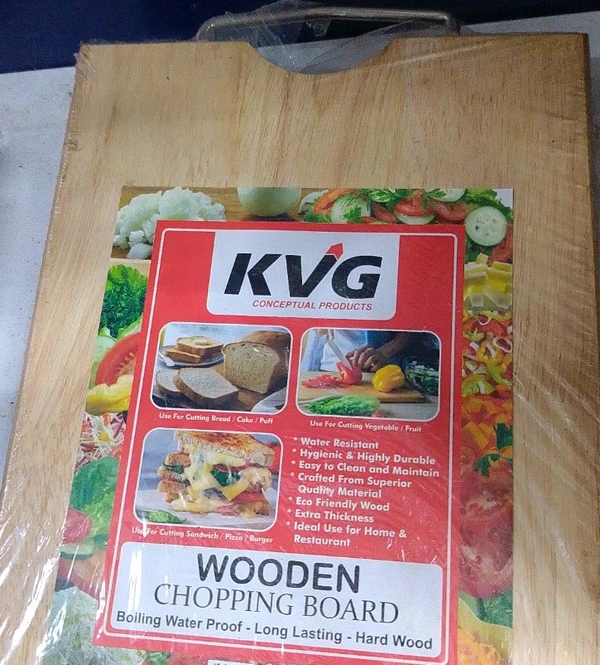 KVG
CONCEPTUAL PRODUCTS
Use For Cutting Bread / Cake / Puff
Use For Cutting Vegetable / Fruit
Use For Cutting Sandwich / Pizza / Burger
* Water Resistant
* Hygienic & Highly Durable
* Easy to Clean and Maintain
* Crafted From Superior
Quality Material
* Eco Friendly Wood
* Extra Thickness
* Ideal Use for Home &
Restaurant
WOODEN
CHOPPING BOARD
Boiling Water Proof - Long Lasting - Hard Wood